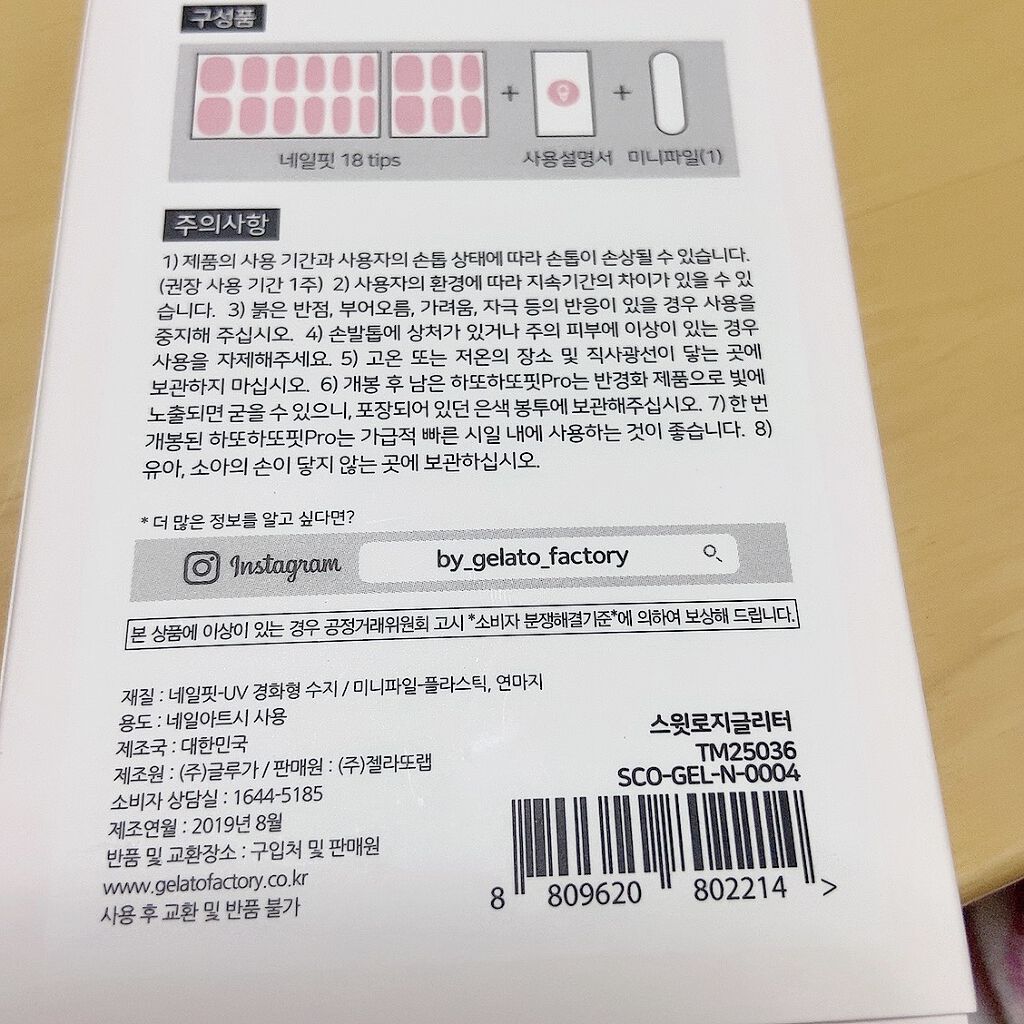 구성품
네일핏 18 tips
+
사용설명서
+
미니파일(1)
주의사항
1) 제품의 사용 기간과 사용자의 손톱 상태에 따라 손톱이 손상될 수 있습니다.
(권장 사용 기간 1주) 2) 사용자의 환경에 따라 지속기간의 차이가 있을 수 있
습니다. 3) 붉은 반점, 부어오름, 가려움, 자극 등의 반응이 있을 경우 사용을
중지해 주십시오. 4) 손발톱에 상처가 있거나 주의 피부에 이상이 있는 경우
사용을 자제해주세요. 5) 고온 또는 저온의 장소 및 직사광선이 닿는 곳에
보관하지 마십시오. 6) 개봉 후 남은 하또하또핏Pro는 반경화 제품으로 빛에
노출되면 굳을 수 있으니, 포장되어 있던 은색 봉투에 보관해주십시오. 7) 한 번
개봉된 하또하또핏Pro는 가급적 빠른 시일 내에 사용하는 것이 좋습니다. 8)
유아, 소아의 손이 닿지 않는 곳에 보관하십시오.
* 더 많은 정보를 알고 싶다면?
Instagram by_gelato_factory
본 상품에 이상이 있는 경우 공정거래위원회 고시 *소비자 분쟁해결기준*에 의하여 보상해 드립니다.
재질 : 네일핏-UV 경화형 수지 / 미니파일-플라스틱, 연마지
용도 : 네일아트시 사용
제조국 : 대한민국
제조원 : (주)글루가 / 판매원 : (주)젤라또랩
소비자 상담실 : 1644-5185
제조연월 : 2019년 8월
반품 및 교환장소 : 구입처 및 판매원
www.gelatofactory.co.kr
사용 후 교환 및 반품 불가
스윗로지글리터
TM25036
SCO-GEL-N-0004
8 809620 802214 >